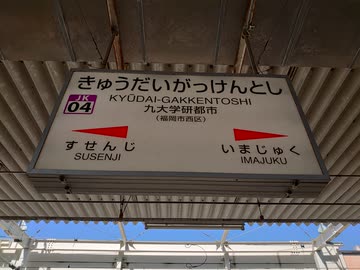 きゅうだいがっけんとし
JK
04
KYŪDAI-GAKKENTOSHI
九大学研都市
(福岡市西区)
すせんじ
SUSENJI
いまじゅく
IMAJUKU